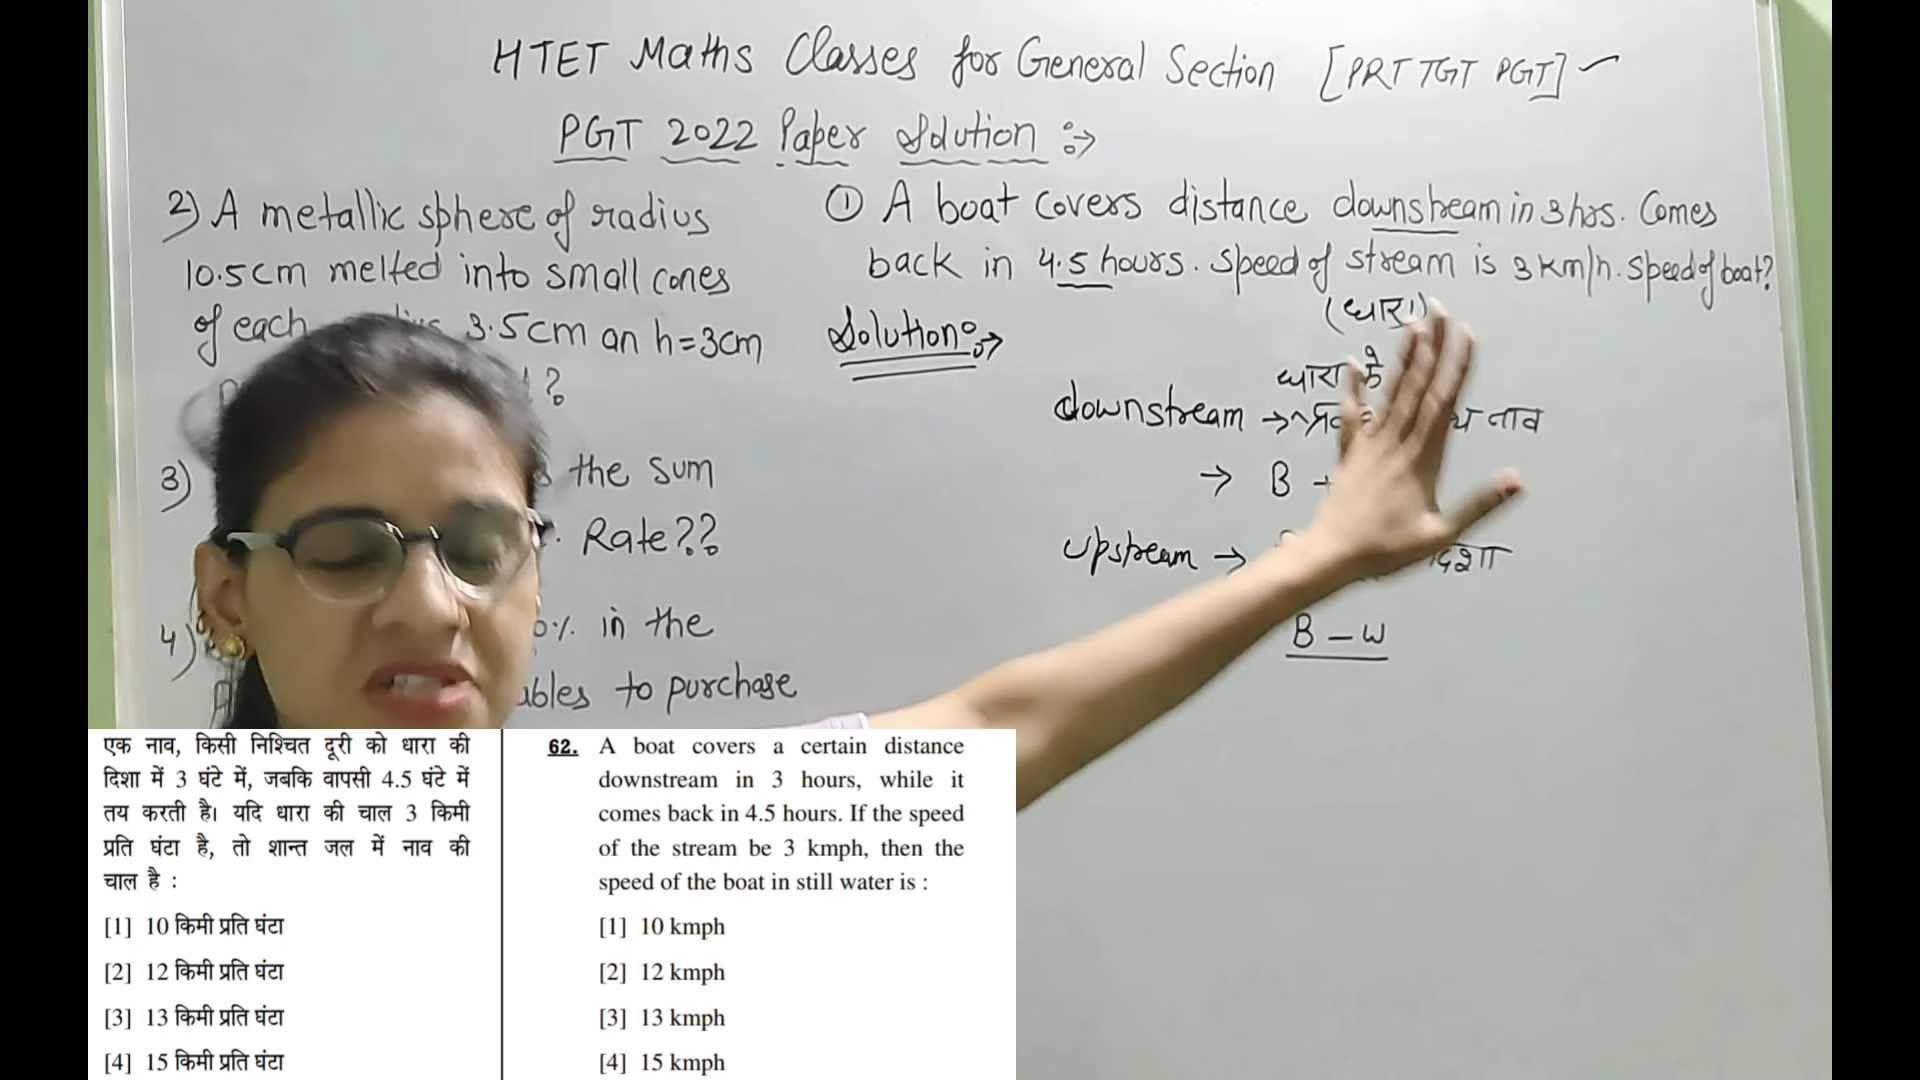 HTET Maths Classes for General Section [PRT TGT PGT]
PGT 2022 Paper Solution :→
2) A metallic sphere of radius
10.5cm melted into small cones
of each 3.5cm an h=3cm
?
3) the sum
Rate??
4) 0% in the
to purchase
① A boat covers distance downstream in 3 hrs. Comes
back in 4.5 hours. Speed of stream is 3 Km/h. Speed of boat?
(धारा)
Solution:→
धारा के
downstream → नाव
→ B
upstream → दिशा
B - W
एक नाव, किसी निश्चित दूरी को धारा की
दिशा में 3 घंटे में, जबकि वापसी 4.5 घंटे में
तय करती है। यदि धारा की चाल 3 किमी
प्रति घंटा है, तो शान्त जल में नाव की
चाल है :
[1] 10 किमी प्रति घंटा
[2] 12 किमी प्रति घंटा
[3] 13 किमी प्रति घंटा
[4] 15 किमी प्रति घंटा
62. A boat covers a certain distance
downstream in 3 hours, while it
comes back in 4.5 hours. If the speed
of the stream be 3 kmph, then the
speed of the boat in still water is :
[1] 10 kmph
[2] 12 kmph
[3] 13 kmph
[4] 15 kmph